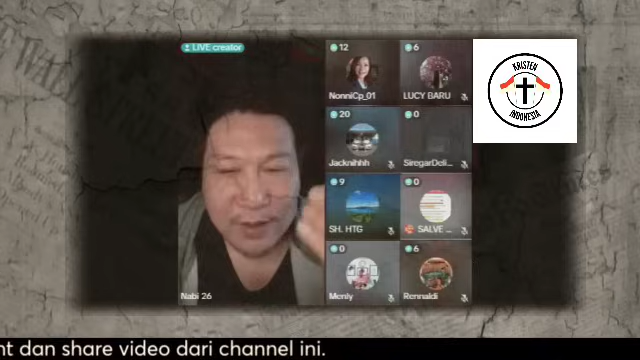 LIVE creator
12
6
NonniCp_01
LUCY BARU
20
0
Jacknihhh
SiregarDeli...
9
0
SH. HTG
SALVE ...
0
6
Menly
Rennaldi
Nabi 26
KRISTEN
INDONESIA
nt dan share video dari channel ini.